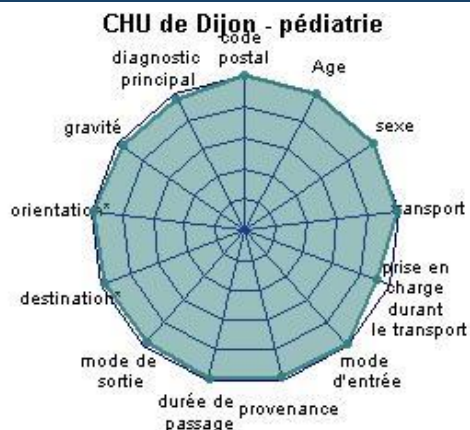 CHU de Dijon - pédiatrie
code
postal
Age
sexe
transport
prise en
charge
durant
le transport
mode
d'entrée
provenance
durée de
passage
mode de
sortie
destination*
orientation*
gravité
diagnostic
principal